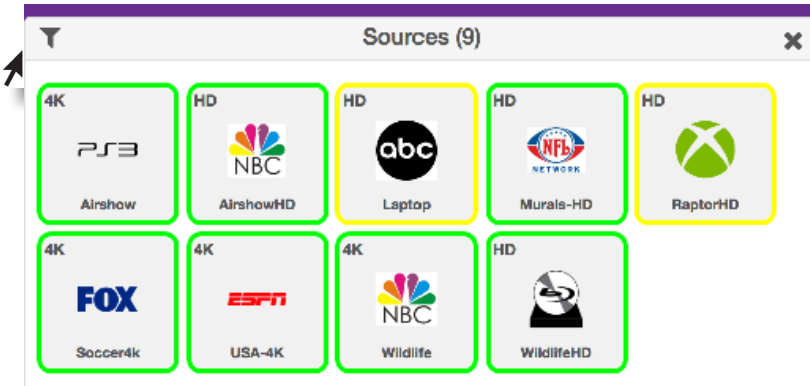 Sources (9)
4K HD HD HD HD
PS3 NBC abc NFL NETWORK
Airshow AirshowHD Laptop Murals-HD RaptorHD
4K 4K 4K HD
FOX ESPN NBC
Soccer4k USA-4K Wildlife WildlifeHD